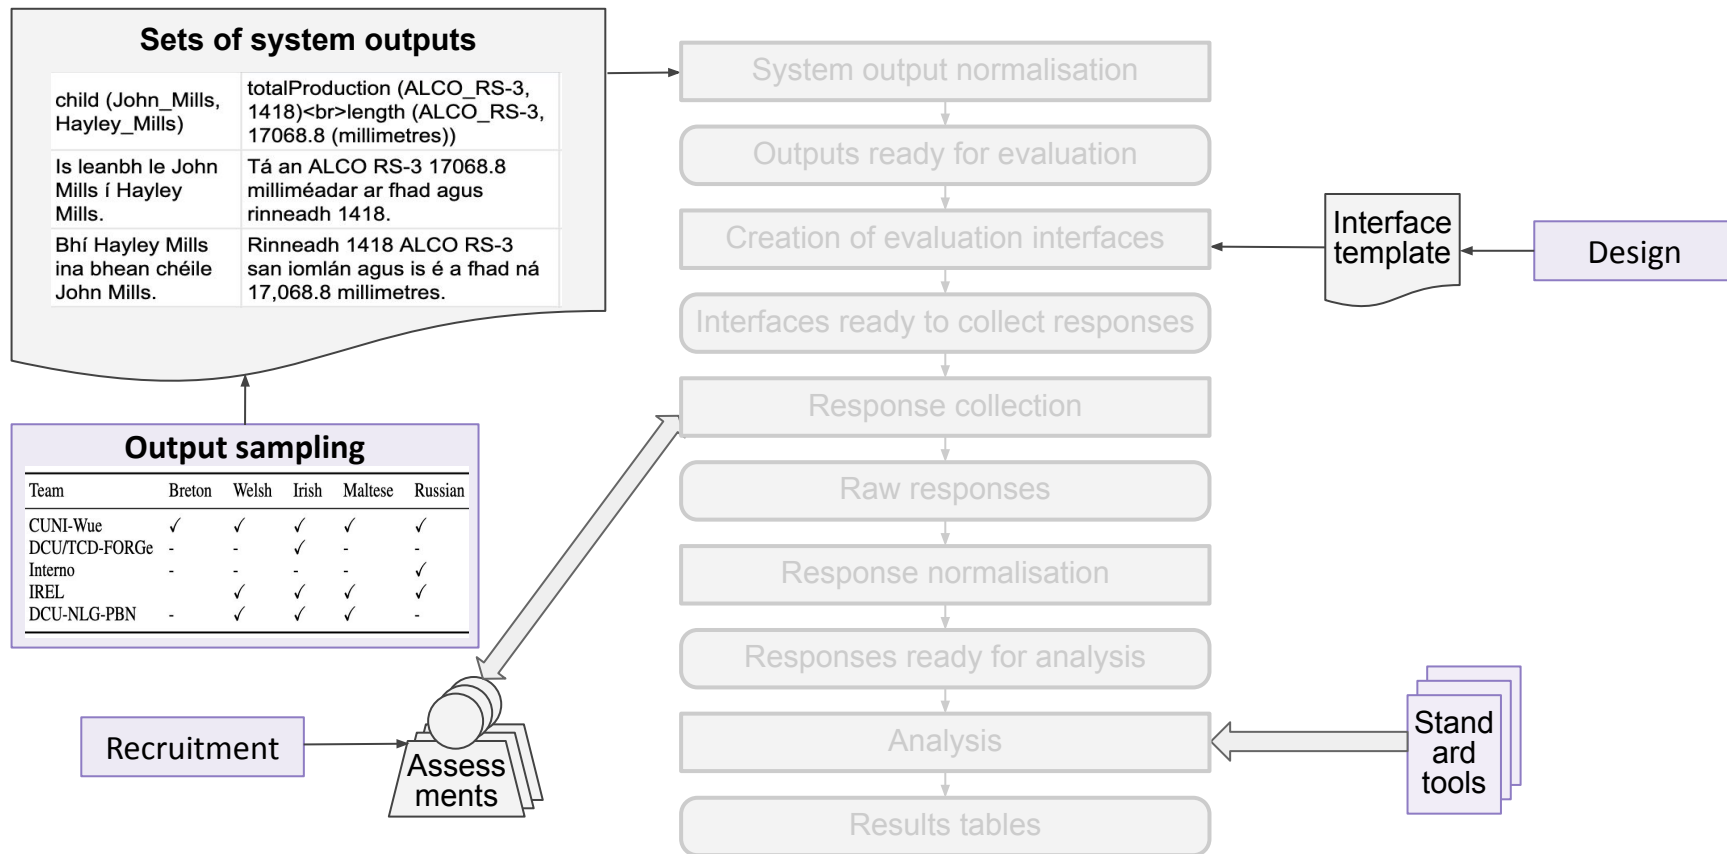 Sets of system outputs
child (John_Mills,
Hayley_Mills)
totalProduction (ALCO_RS-3,
1418)<br>length (ALCO_RS-3,
17068.8 (millimetres))
Is leanbh le John
Mills í Hayley
Mills.
Tá an ALCO RS-3 17068.8
milliméadar ar fhad agus
rinneadh 1418.
Bhí Hayley Mills
ina bhean chéile
John Mills.
Rinneadh 1418 ALCO RS-3
san iomlán agus is é a fhad ná
17,068.8 millimetres.
Output sampling
Team Breton Welsh Irish Maltese Russian
CUNI-Wue ✓ ✓ ✓ ✓ ✓
DCU/TCD-FORGe - - ✓ - -
Interno - - - - ✓
IREL ✓ ✓ ✓ ✓
DCU-NLG-PBN - ✓ ✓ ✓ -
Recruitment
Assess
ments
System output normalisation
Outputs ready for evaluation
Creation of evaluation interfaces
Interfaces ready to collect responses
Response collection
Raw responses
Response normalisation
Responses ready for analysis
Analysis
Results tables
Interface
template
Design
Stand
ard
tools